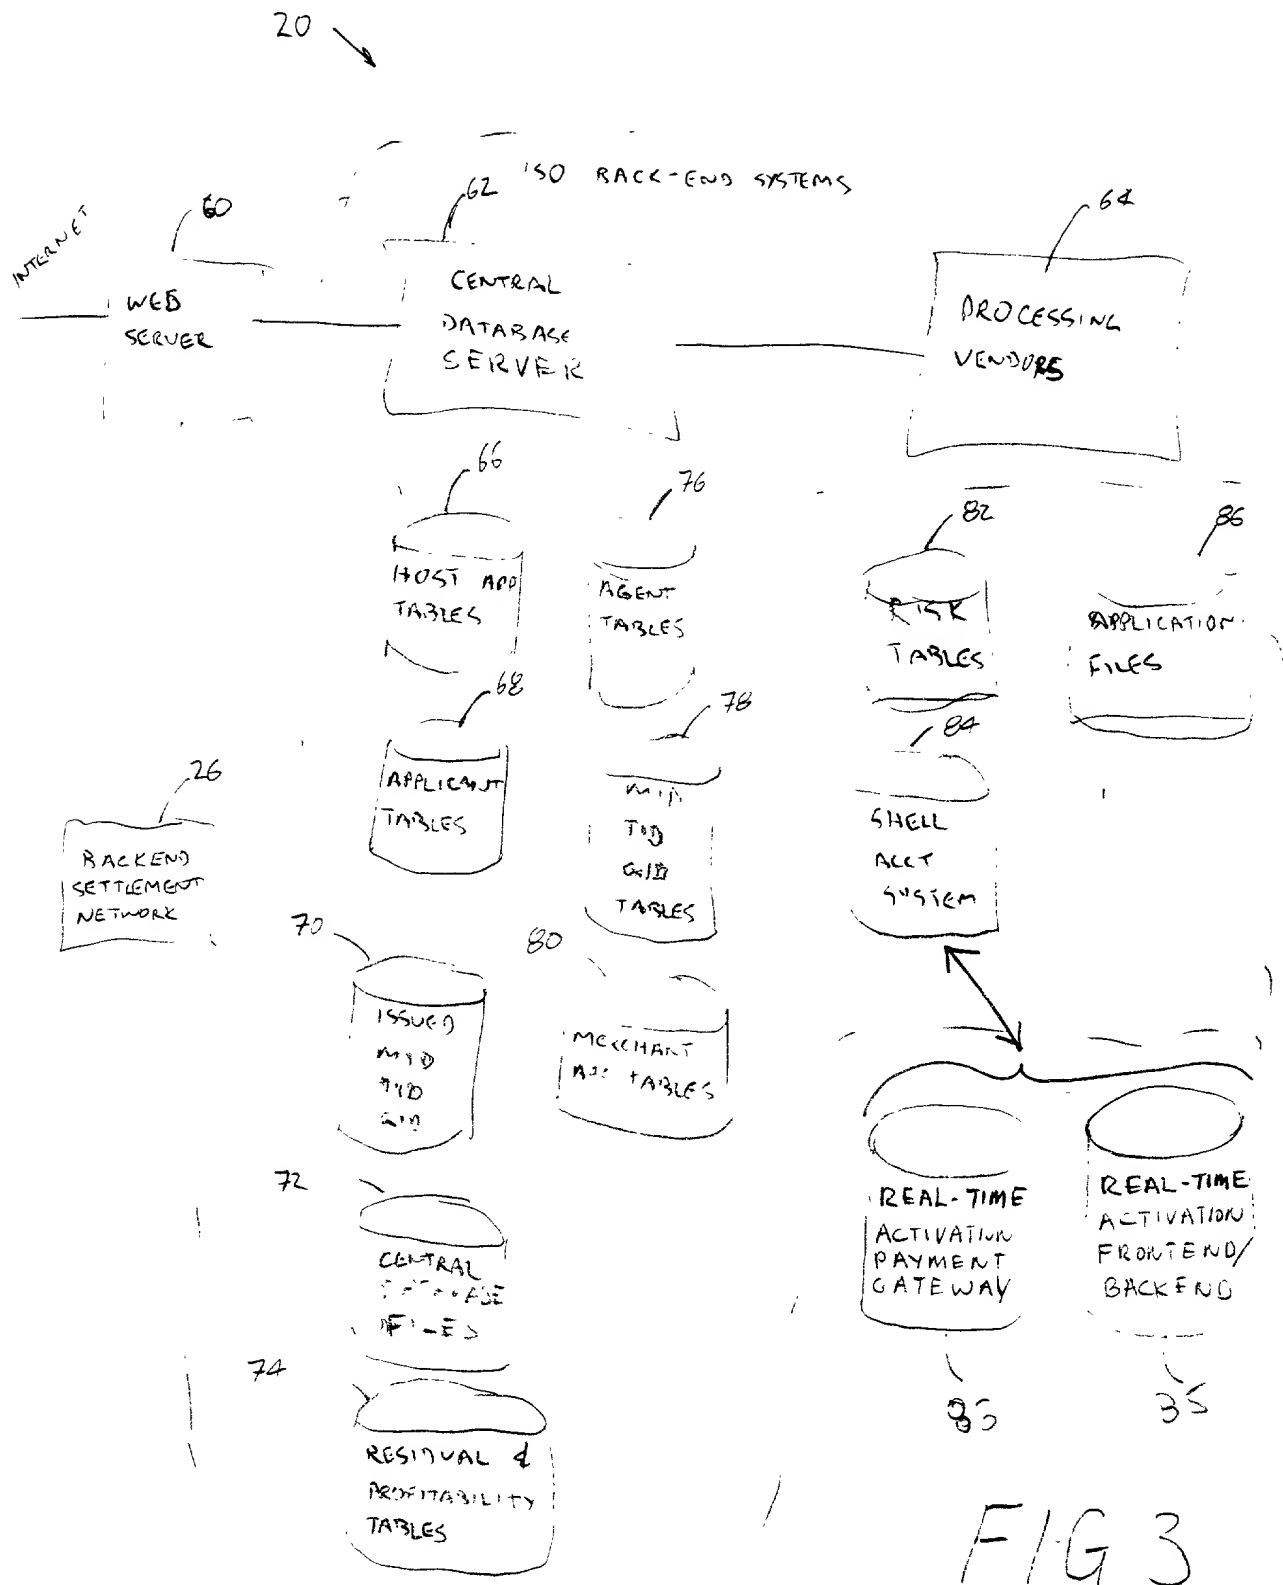 20
ISO BACK-END SYSTEMS
INTERNET
60
62
64
WEB
SERVER
CENTRAL
DATABASE
SERVER
PROCESSING
VENDORS
66
76
82
86
HOST APP
TABLES
AGENT
TABLES
RISK
TABLES
APPLICATION
FILES
68
78
84
APPLICANT
TABLES
MID
TID
GID
TABLES
SHELL
ACCT
SYSTEM
26
BACKEND
SETTLEMENT
NETWORK
70
80
ISSUED
MID
TID
GID
MERCHANT
APP TABLES
72
CENTRAL
DATABASE
FILES
REAL-TIME
ACTIVATION
PAYMENT
GATEWAY
REAL-TIME
ACTIVATION
FRONTEND/
BACKEND
74
RESIDUAL &
PROFITABILITY
TABLES
FIG 3